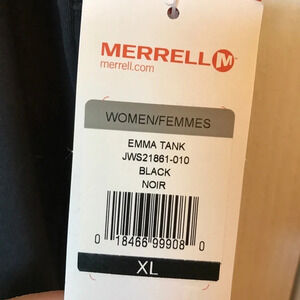 MERRELL M
merrell.com
WOMEN/FEMMES
EMMA TANK
JWS21861-010
BLACK
NOIR
0 18466 99908 0
XL